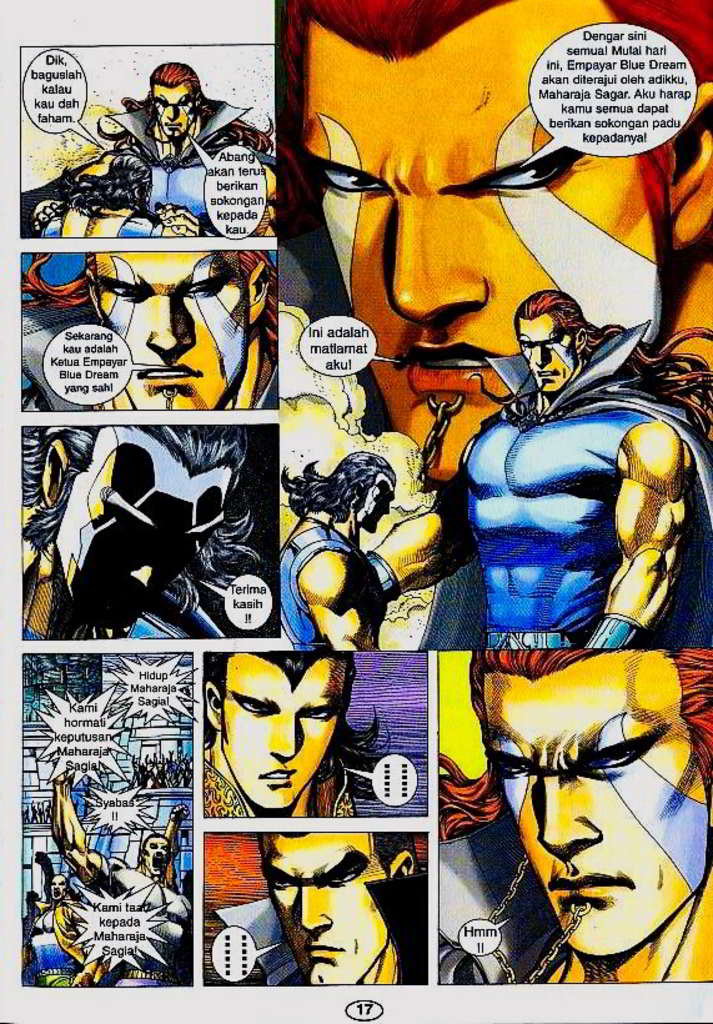 Dik,
baguslah
kalau
kau dah
faham.
Abang
akan terus
berikan
sokongan
kepada
kau.
Dengar sini
semua! Mulai hari
ini, Empayar Blue Dream
akan diterajui oleh adikku,
Maharaja Sagar. Aku harap
kamu semua dapat
berikan sokongan padu
kepadanya!
Sekarang
kau adalah
Ketua Empayar
Blue Dream
yang sah!
Ini adalah
matlamat
aku!
Terima
kasih
!!
Hidup
Maharaja
Sagia!
Kami
hormati
keputusan
Maharaja
Sagia!
Syabas
!!
Kami taat
kepada
Maharaja
Sagia!
Hmm
!!
17